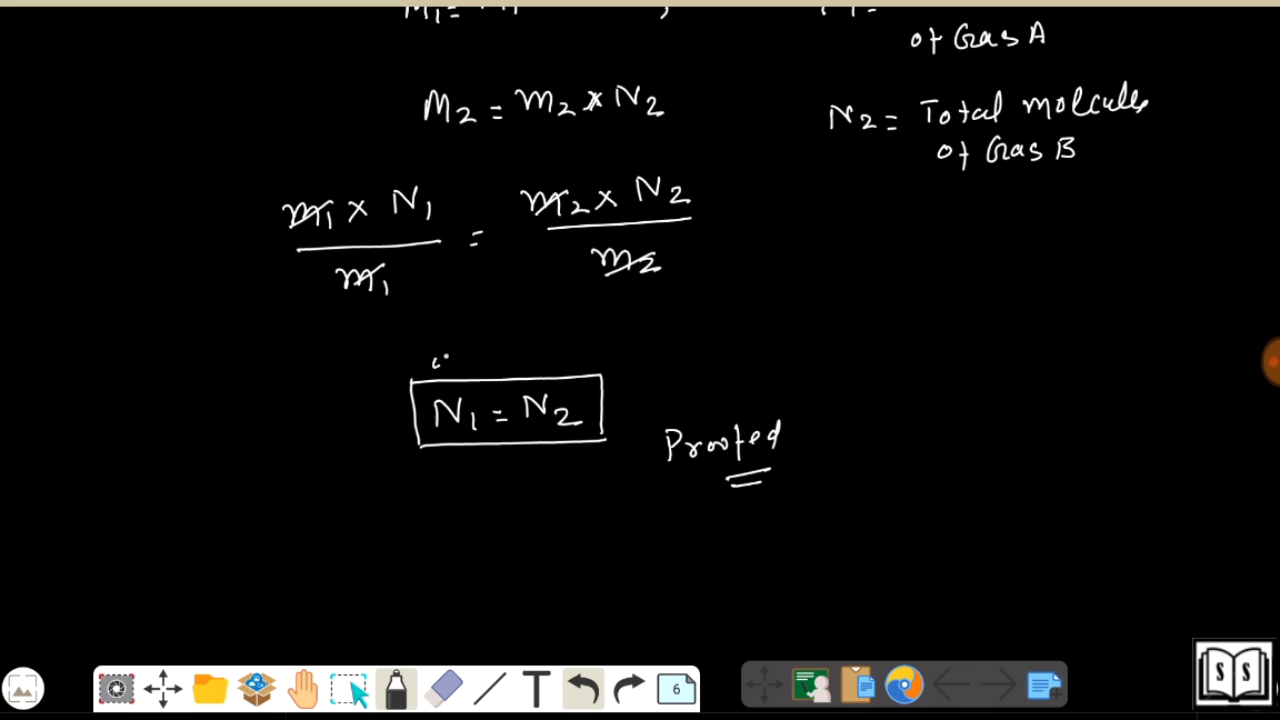 M1 =
of Gas A
M2 = m2 x N2
N2 = Total molcules
of Gas B
m1 x N1 / m1 = m2 x N2 / m2
N1 = N2
Proofed
T
6
S S